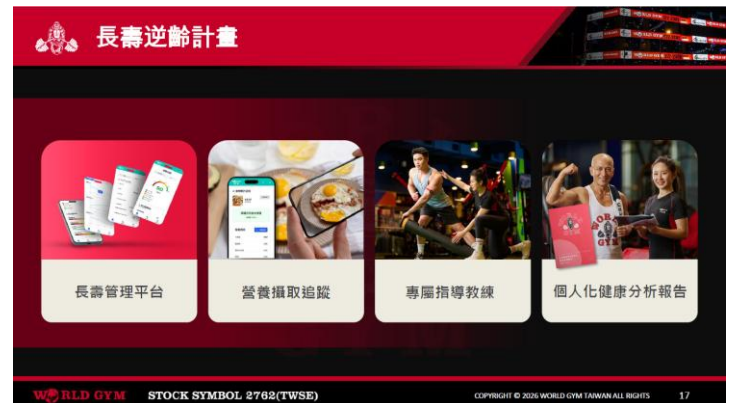 長壽逆齡計畫
長壽管理平台
營養攝取追蹤
專屬指導教練
個人化健康分析報告
WORLD GYM
STOCK SYMBOL 2762(TWSE)
COPYRIGHT © 2026 WORLD GYM TAIWAN ALL RIGHTS
17